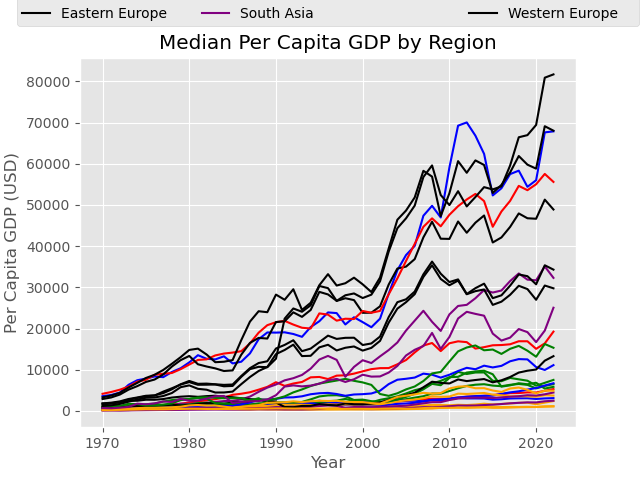 Eastern Europe South Asia Western Europe
Median Per Capita GDP by Region
80000
70000
60000
50000
40000
30000
20000
10000
0
Per Capita GDP (USD)
1970 1980 1990 2000 2010 2020
Year